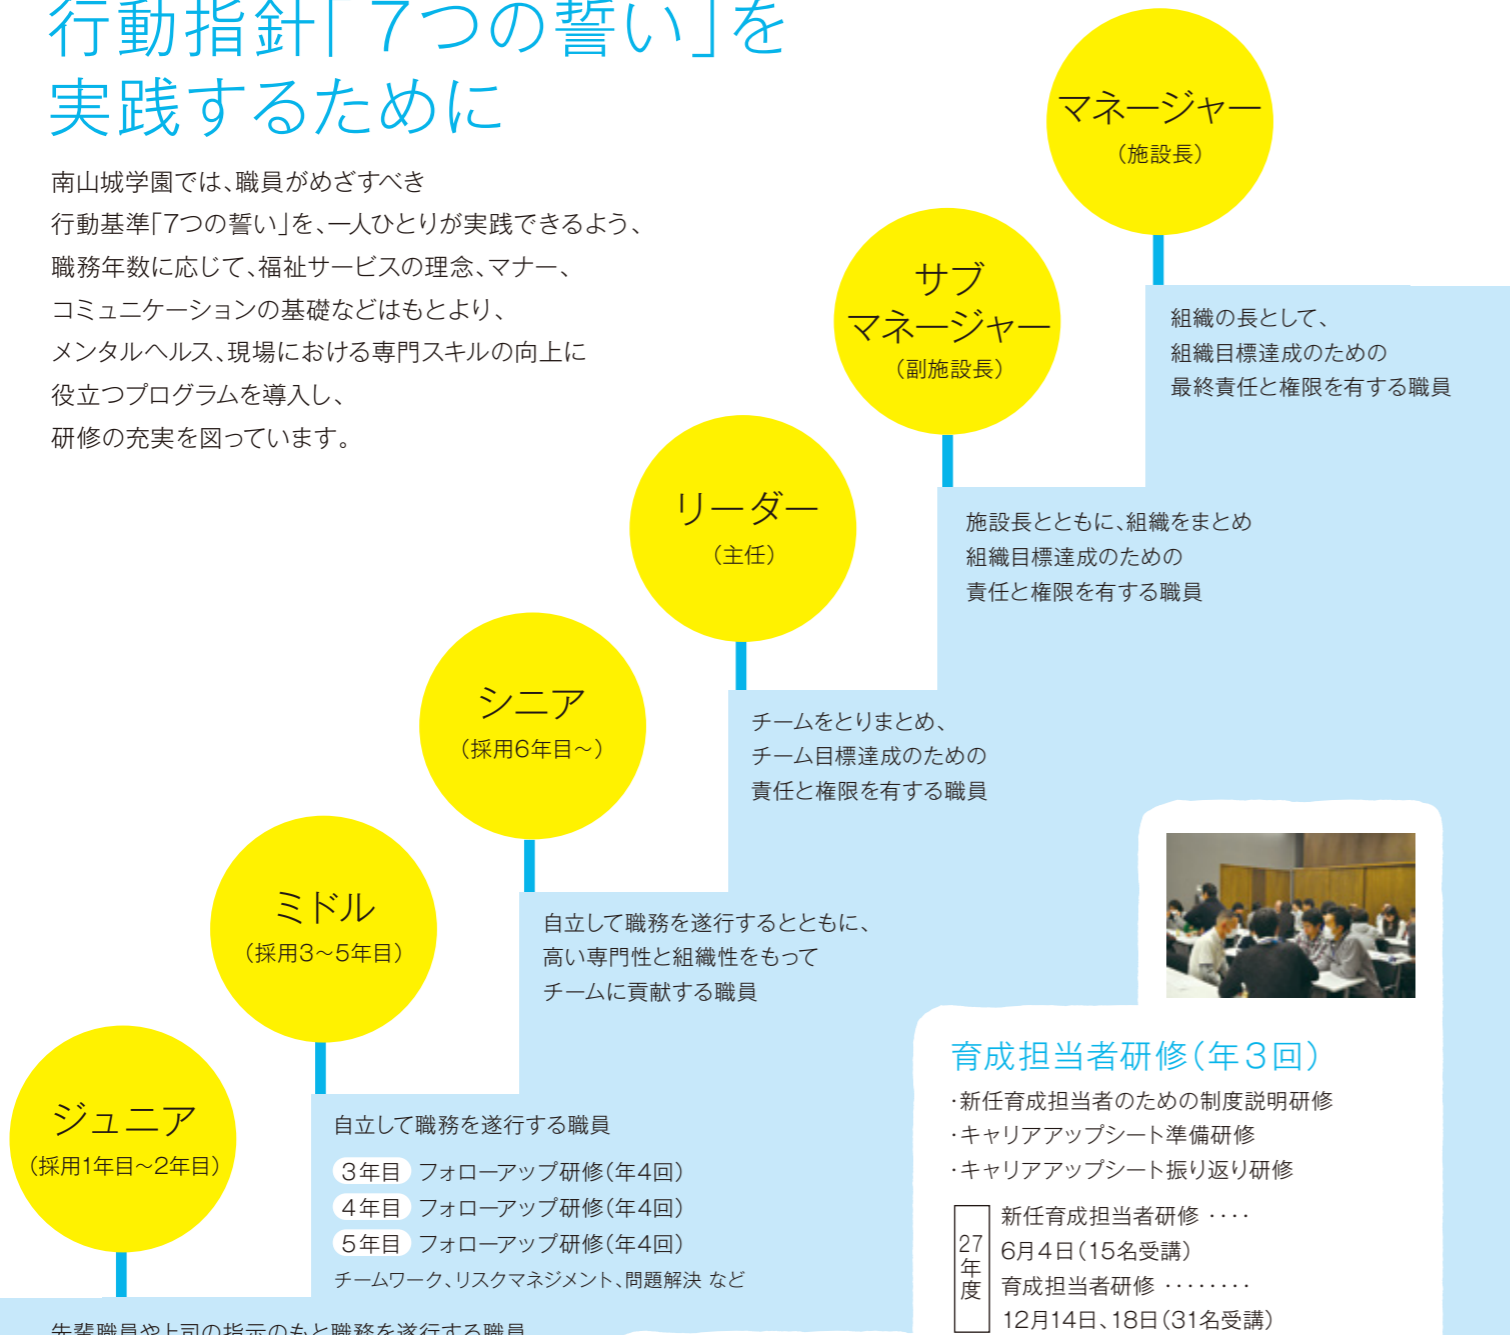 行動指針「7つの誓い」を
実践するために
南山城学園では、職員がめざすべき
行動基準「7つの誓い」を、一人ひとりが実践できるよう、
職務年数に応じて、福祉サービスの理念、マナー、
コミュニケーションの基礎などはもとより、
メンタルヘルス、現場における専門スキルの向上に
役立つプログラムを導入し、
研修の充実を図っています。
マネージャー
（施設長）
組織の長として、
組織目標達成のための
最終責任と権限を有する職員
サブ
マネージャー
（副施設長）
施設長とともに、組織をまとめ
組織目標達成のための
責任と権限を有する職員
リーダー
（主任）
チームをとりまとめ、
チーム目標達成のための
責任と権限を有する職員
シニア
（採用6年目～）
自立して職務を遂行するとともに、
高い専門性と組織性をもって
チームに貢献する職員
ミドル
（採用3～5年目）
自立して職務を遂行する職員
3年目 フォローアップ研修（年4回）
4年目 フォローアップ研修（年4回）
5年目 フォローアップ研修（年4回）
チームワーク、リスクマネジメント、問題解決 など
ジュニア
（採用1年目～2年目）
先輩職員や上司の指示のもと職務を遂行する職員
育成担当者研修（年3回）
・新任育成担当者のための制度説明研修
・キャリアアップシート準備研修
・キャリアアップシート振り返り研修
27年度
新任育成担当者研修 ････
6月4日（15名受講）
育成担当者研修 ････････
12月14日、18日（31名受講）